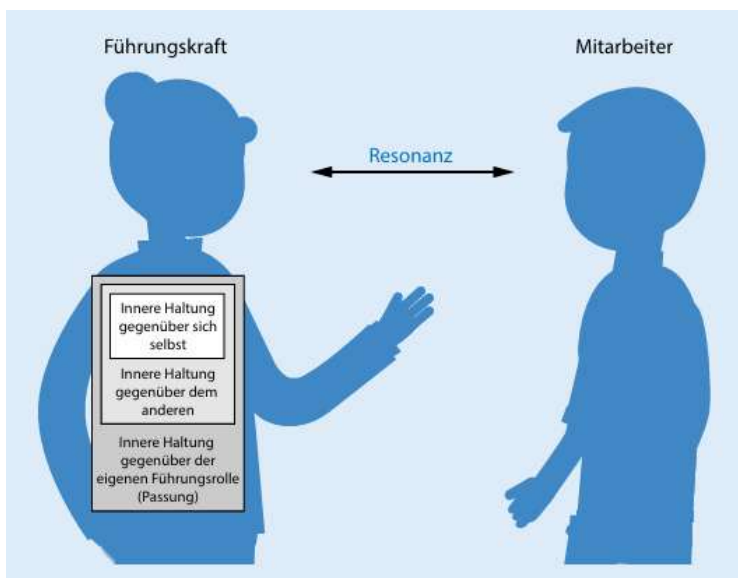 Führungskraft
Mitarbeiter
Resonanz
Innere Haltung
gegenüber sich
selbst
Innere Haltung
gegenüber dem
anderen
Innere Haltung
gegenüber der
eigenen Führungsrolle
(Passung)